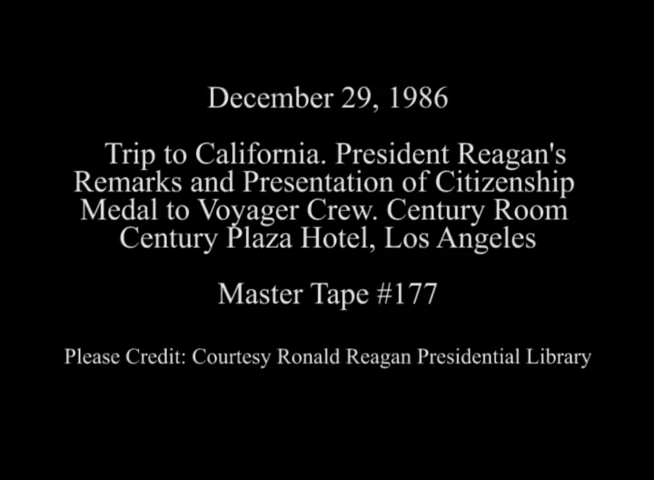 December 29, 1986
Trip to California. President Reagan's
Remarks and Presentation of Citizenship
Medal to Voyager Crew. Century Room
Century Plaza Hotel, Los Angeles
Master Tape #177
Please Credit: Courtesy Ronald Reagan Presidential Library